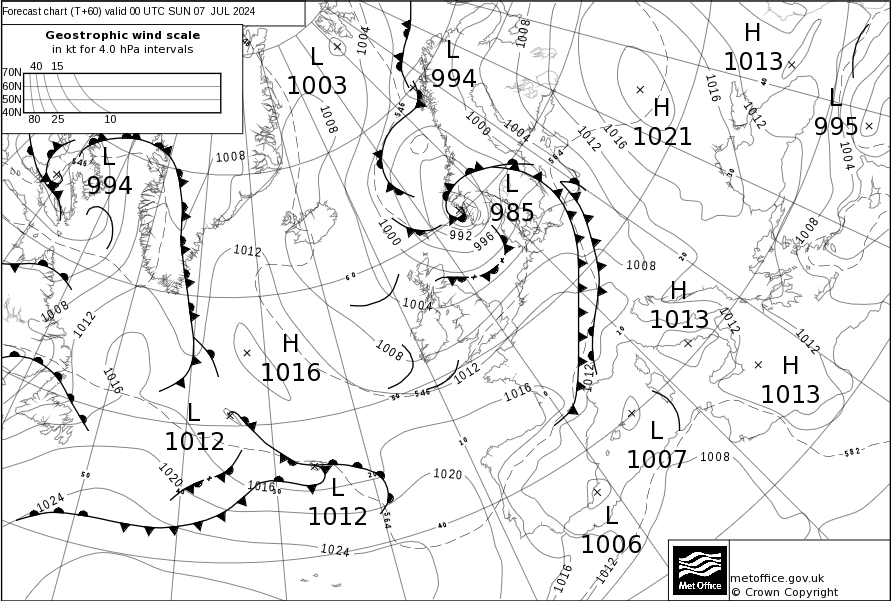 Forecast chart (T+60) valid 00 UTC SUN 07 JUL 2024
Geostrophic wind scale
in kt for 4.0 hPa intervals
40 15
70N
60N
50N
40N
80 25 10
L
1003
1004
L
994
1008
H
1013
40
L
995
1004
H
1021
1016
1012
1008
546
1000
1004
1012
1016
564
L
994
546
1008
L
985
992
996
1000
1012
1008
60
1004
1008
20
H
1013
1012
1012
1008
1012
H
1016
1008
1012
1016
10
H
1013
50 546
1016
0
1012
L
1012
1016
L
1007
1008
582
10
1020
1016
50
40
30
20
1020
L
1012
564
40
1024
1024
L
1006
1016
1012
Met Office
metoffice.gov.uk
© Crown Copyright